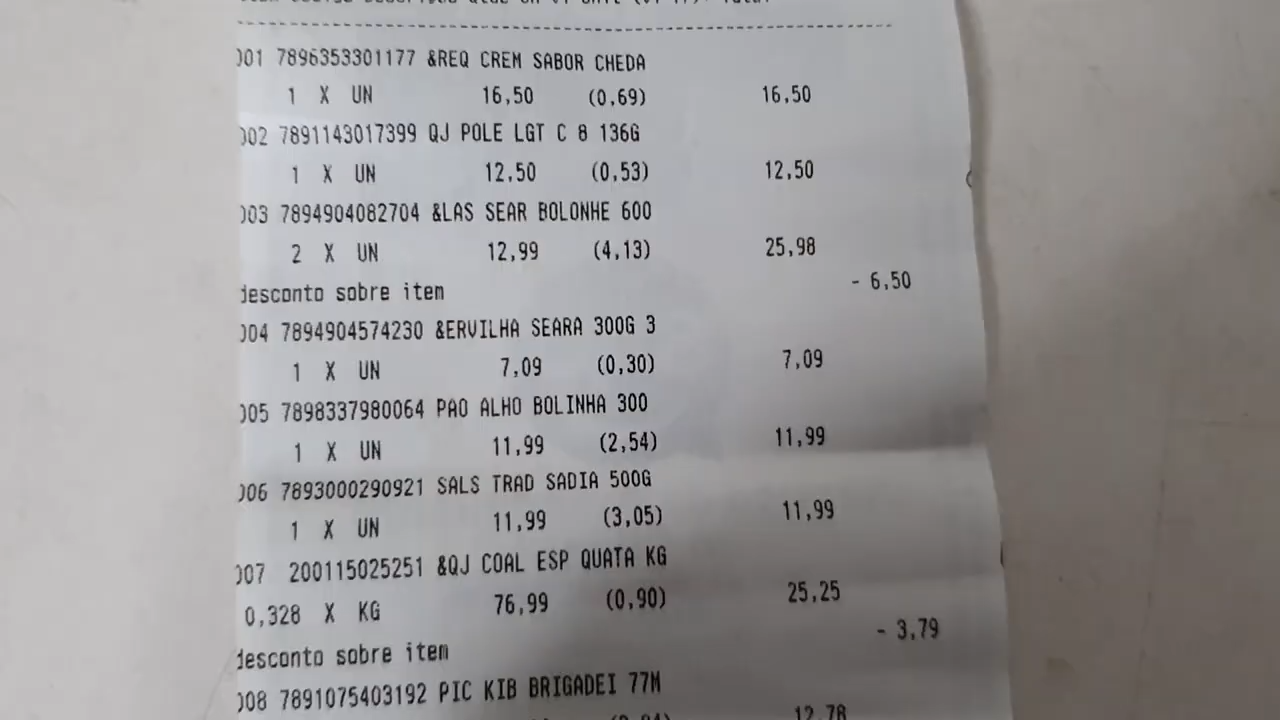 001 7896353301177 &REQ CREM SABOR CHEDA
1 X UN 16,50 (0,69) 16,50
002 7891143017399 QJ POLE LGT C 8 136G
1 X UN 12,50 (0,53) 12,50
003 7894904082704 &LAS SEAR BOLONHE 600
2 X UN 12,99 (4,13) 25,98
desconto sobre item - 6,50
004 7894904574230 &ERVILHA SEARA 300G 3
1 X UN 7,09 (0,30) 7,09
005 7898337980064 PAO ALHO BOLINHA 300
1 X UN 11,99 (2,54) 11,99
006 7893000290921 SALS TRAD SADIA 500G
1 X UN 11,99 (3,05) 11,99
007 200115025251 &QJ COAL ESP QUATA KG
0,328 X KG 76,99 (0,90) 25,25
desconto sobre item - 3,79
008 7891075403192 PIC KIB BRIGADEI 77M
12,78